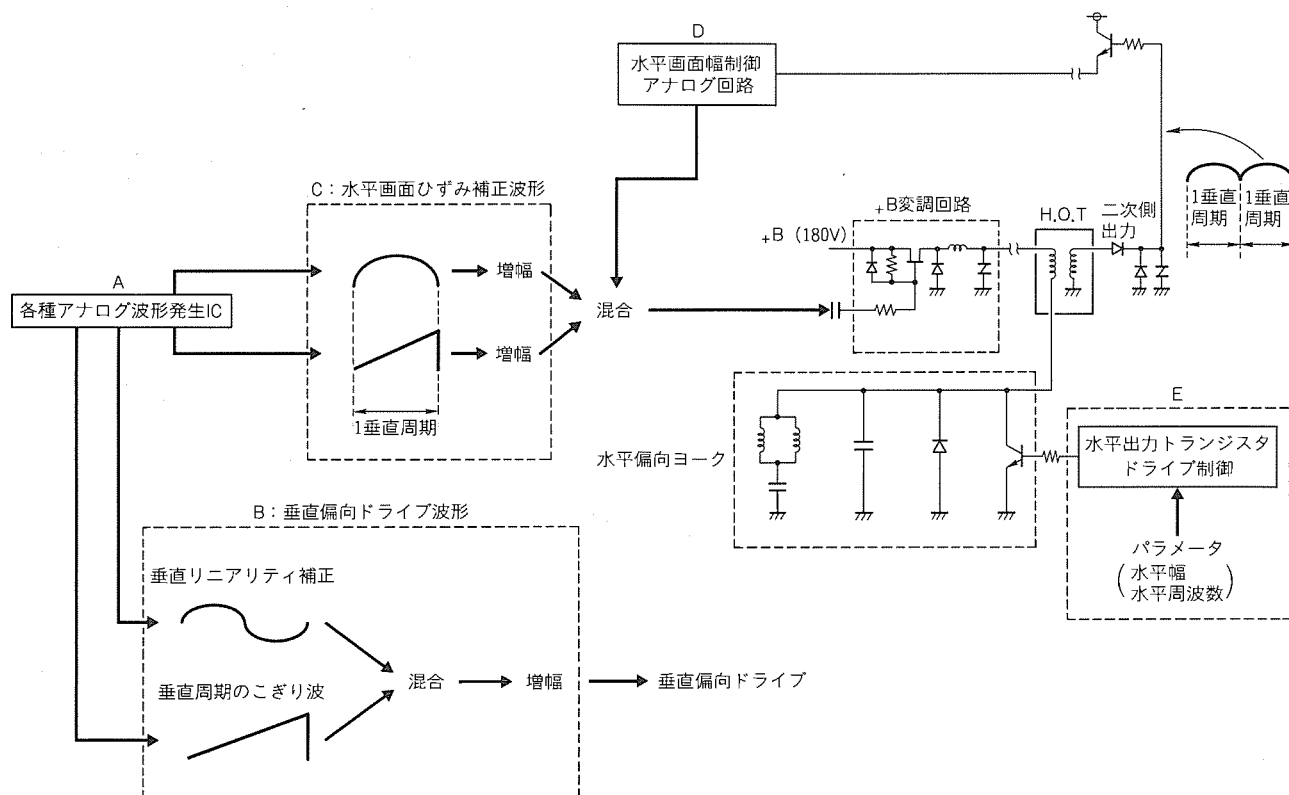 D
水平画面幅制御
アナログ回路
C：水平画面ひずみ補正波形
+B変調回路
H.O.T
二次側
出力
1垂直
周期
1垂直
周期
+B (180V)
A
各種アナログ波形発生IC
増幅
混合
増幅
1垂直周期
水平偏向ヨーク
E
水平出力トランジスタ
ドライブ制御
パラメータ
(水平幅
水平周波数)
B：垂直偏向ドライブ波形
垂直リニアリティ補正
垂直周期のこぎり波
混合
増幅
垂直偏向ドライブ